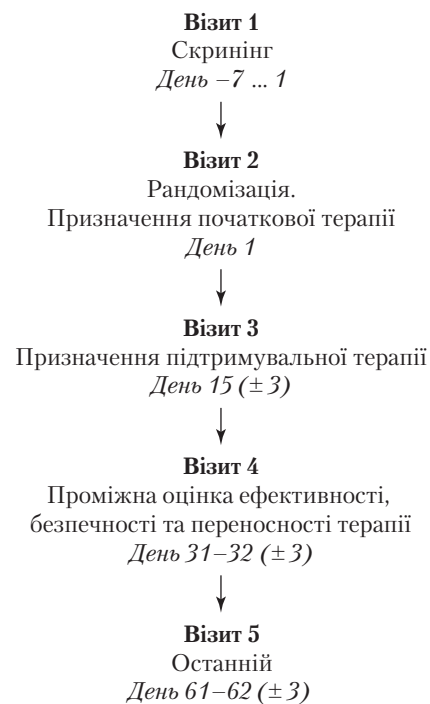 Візит 1
Скринінг
День –7 ... 1
Візит 2
Рандомізація.
Призначення початкової терапії
День 1
Візит 3
Призначення підтримувальної терапії
День 15 (± 3)
Візит 4
Проміжна оцінка ефективності,
безпечності та переносності терапії
День 31–32 (± 3)
Візит 5
Останній
День 61–62 (± 3)